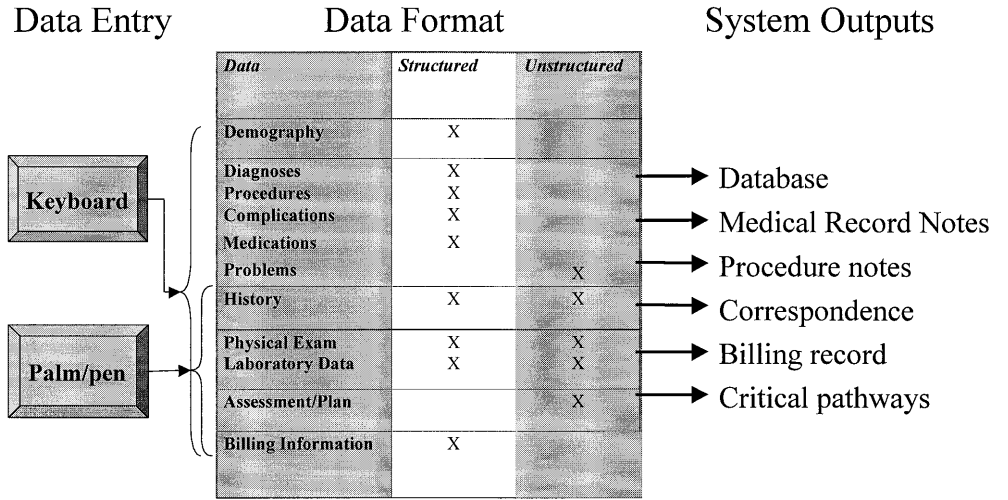 Data Entry Data Format System Outputs
Data Structured Unstructured
Demography X
Diagnoses X
Procedures X
Complications X
Medications X
Problems X
History X X
Physical Exam X X
Laboratory Data X X
Assessment/Plan X
Billing Information X
Keyboard
Palm/pen
Database
Medical Record Notes
Procedure notes
Correspondence
Billing record
Critical pathways